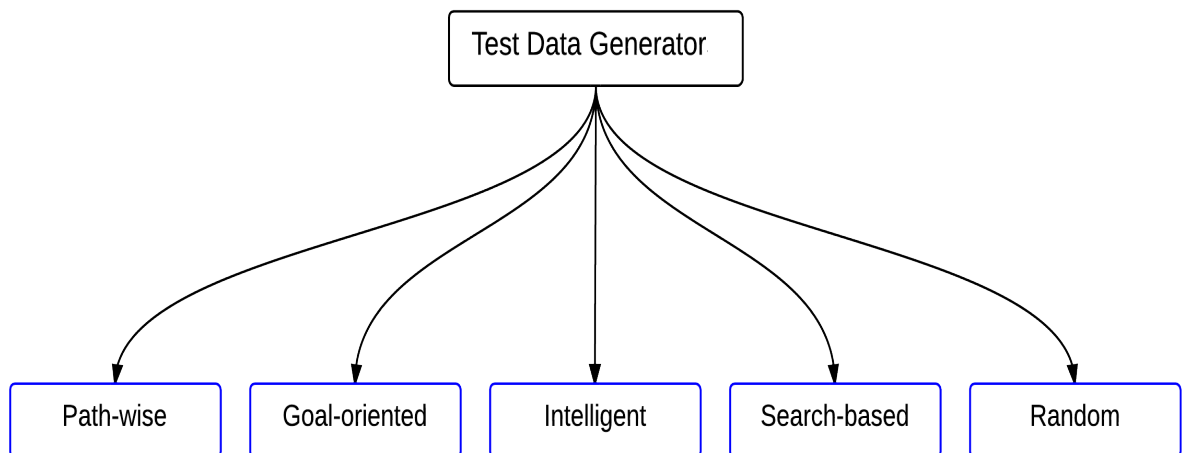 Test Data Generator
Path-wise
Goal-oriented
Intelligent
Search-based
Random